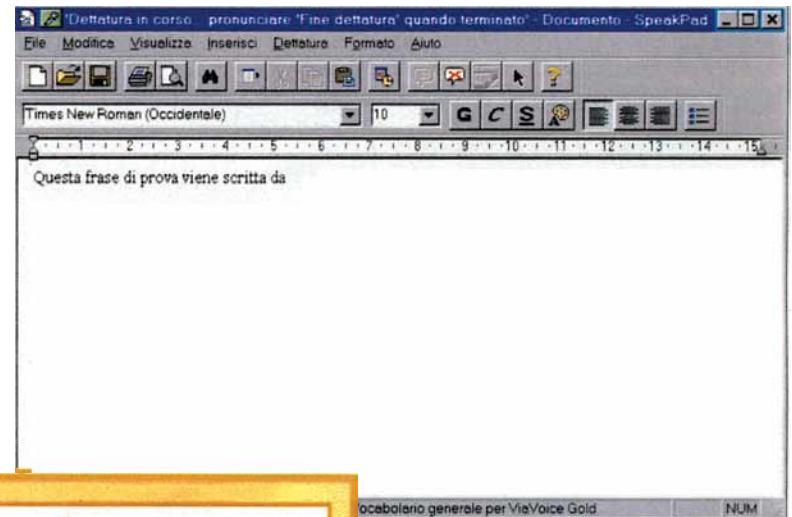 "Dettatura in corso... pronunciare 'Fine dettatura' quando terminato" - Documento - SpeakPad
File Modifica Visualizza Inserisci Dettatura Formato Aiuto
Times New Roman (Occidentale) 10 G C S
1 2 3 4 5 6 7 8 9 10 11 12 13 14 15
Questa frase di prova viene scritta da
ocabolario generale per ViaVoice Gold NUM